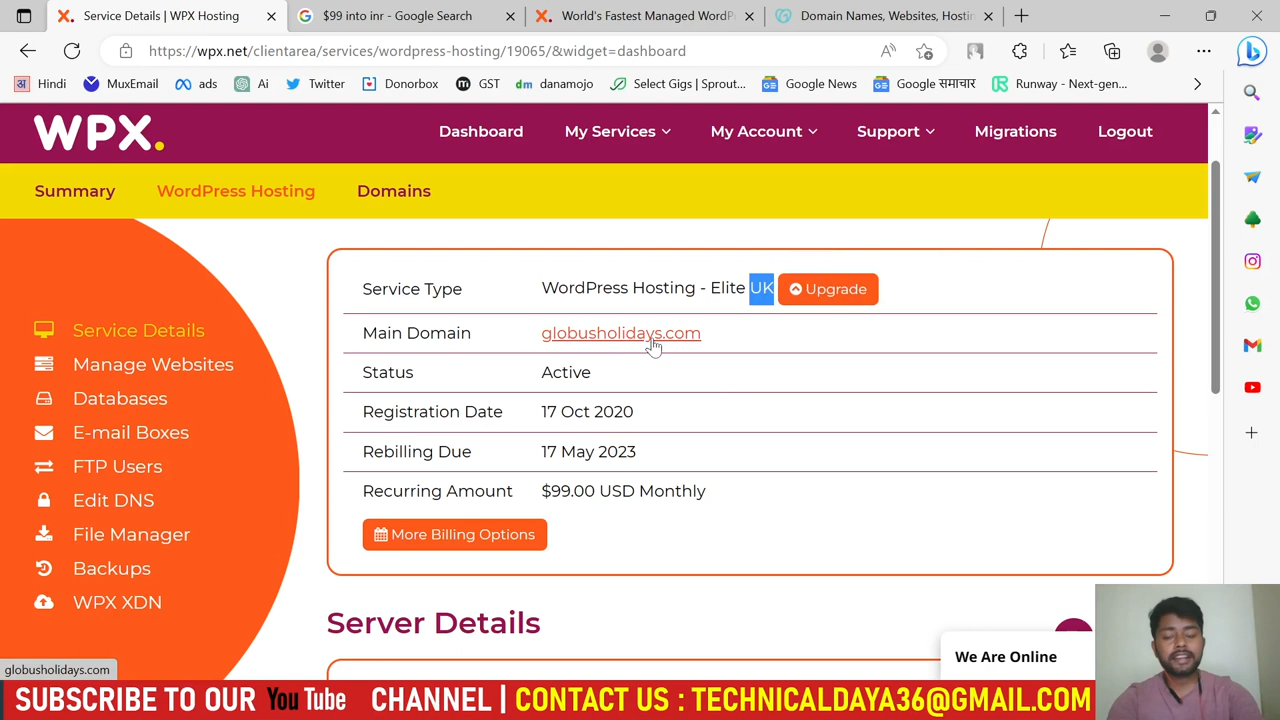 Service Details | WPX Hosting
$99 into inr - Google Search
World's Fastest Managed WordPr
Domain Names, Websites, Hostin
https://wpx.net/clientarea/services/wordpress-hosting/19065/&widget=dashboard
अ Hindi
MuxEmail
ads
Ai
Twitter
Donorbox
m GST
dm danamojo
Select Gigs | Sprout...
Google News
Google समाचार
Runway - Next-gen...
WPX.
Dashboard
My Services
My Account
Support
Migrations
Logout
Summary
WordPress Hosting
Domains
Service Details
Manage Websites
Databases
E-mail Boxes
FTP Users
Edit DNS
File Manager
Backups
WPX XDN
Service Type WordPress Hosting - Elite UK Upgrade
Main Domain globusholidays.com
Status Active
Registration Date 17 Oct 2020
Rebilling Due 17 May 2023
Recurring Amount $99.00 USD Monthly
More Billing Options
Server Details
We Are Online
globusholidays.com
SUBSCRIBE TO OUR You Tube CHANNEL | CONTACT US : TECHNICALDAYA36@GMAIL.COM